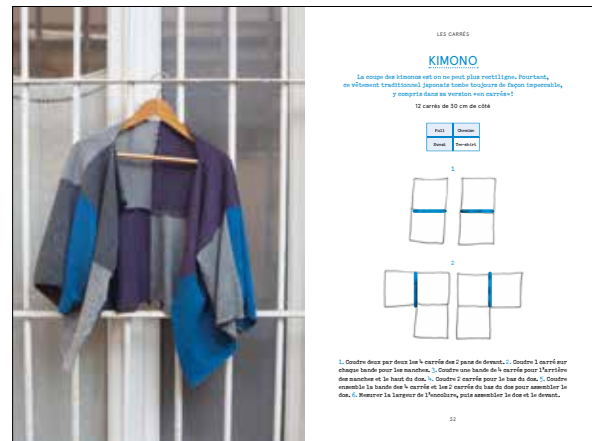 LES CARRÉS
KIMONO
La coupe des kimonos est on ne peut plus rectiligne. Pourtant,
ce vêtement traditionnel japonais tombe toujours de façon impeccable,
y compris dans sa version «en carrés»!
12 carrés de 30 cm de côté
Pull Chemise
Sweat Tee-shirt
1
2
1. Coudre deux par deux les 4 carrés des 2 pans de devant. 2. Coudre 1 carré sur
chaque bande pour les manches. 3. Coudre une bande de 4 carrés pour l'arrière
des manches et le haut du dos. 4. Coudre 2 carrés pour le bas du dos. 5. Coudre
ensemble la bande des 4 carrés et les 2 carrés du bas du dos pour assembler le
dos. 6. Mesurer la largeur de l'encolure, puis assembler le dos et le devant.
52